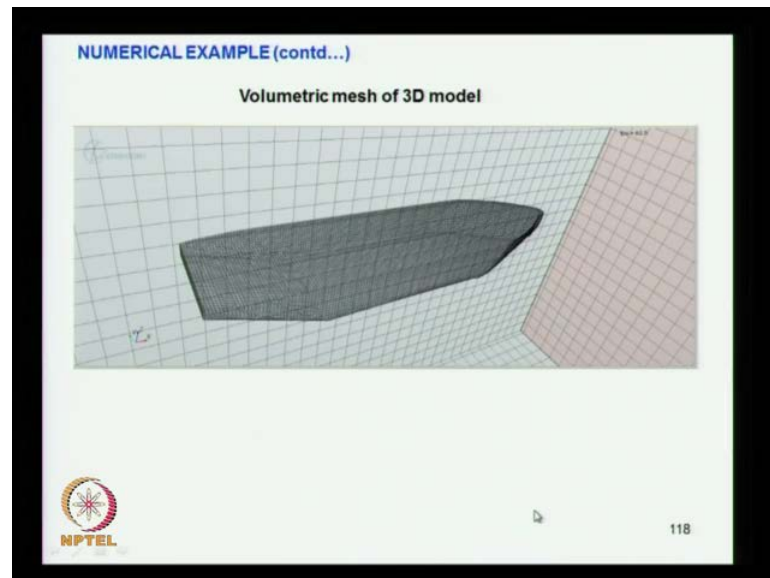 NUMERICAL EXAMPLE (contd...)
Volumetric mesh of 3D model
NPTEL
118